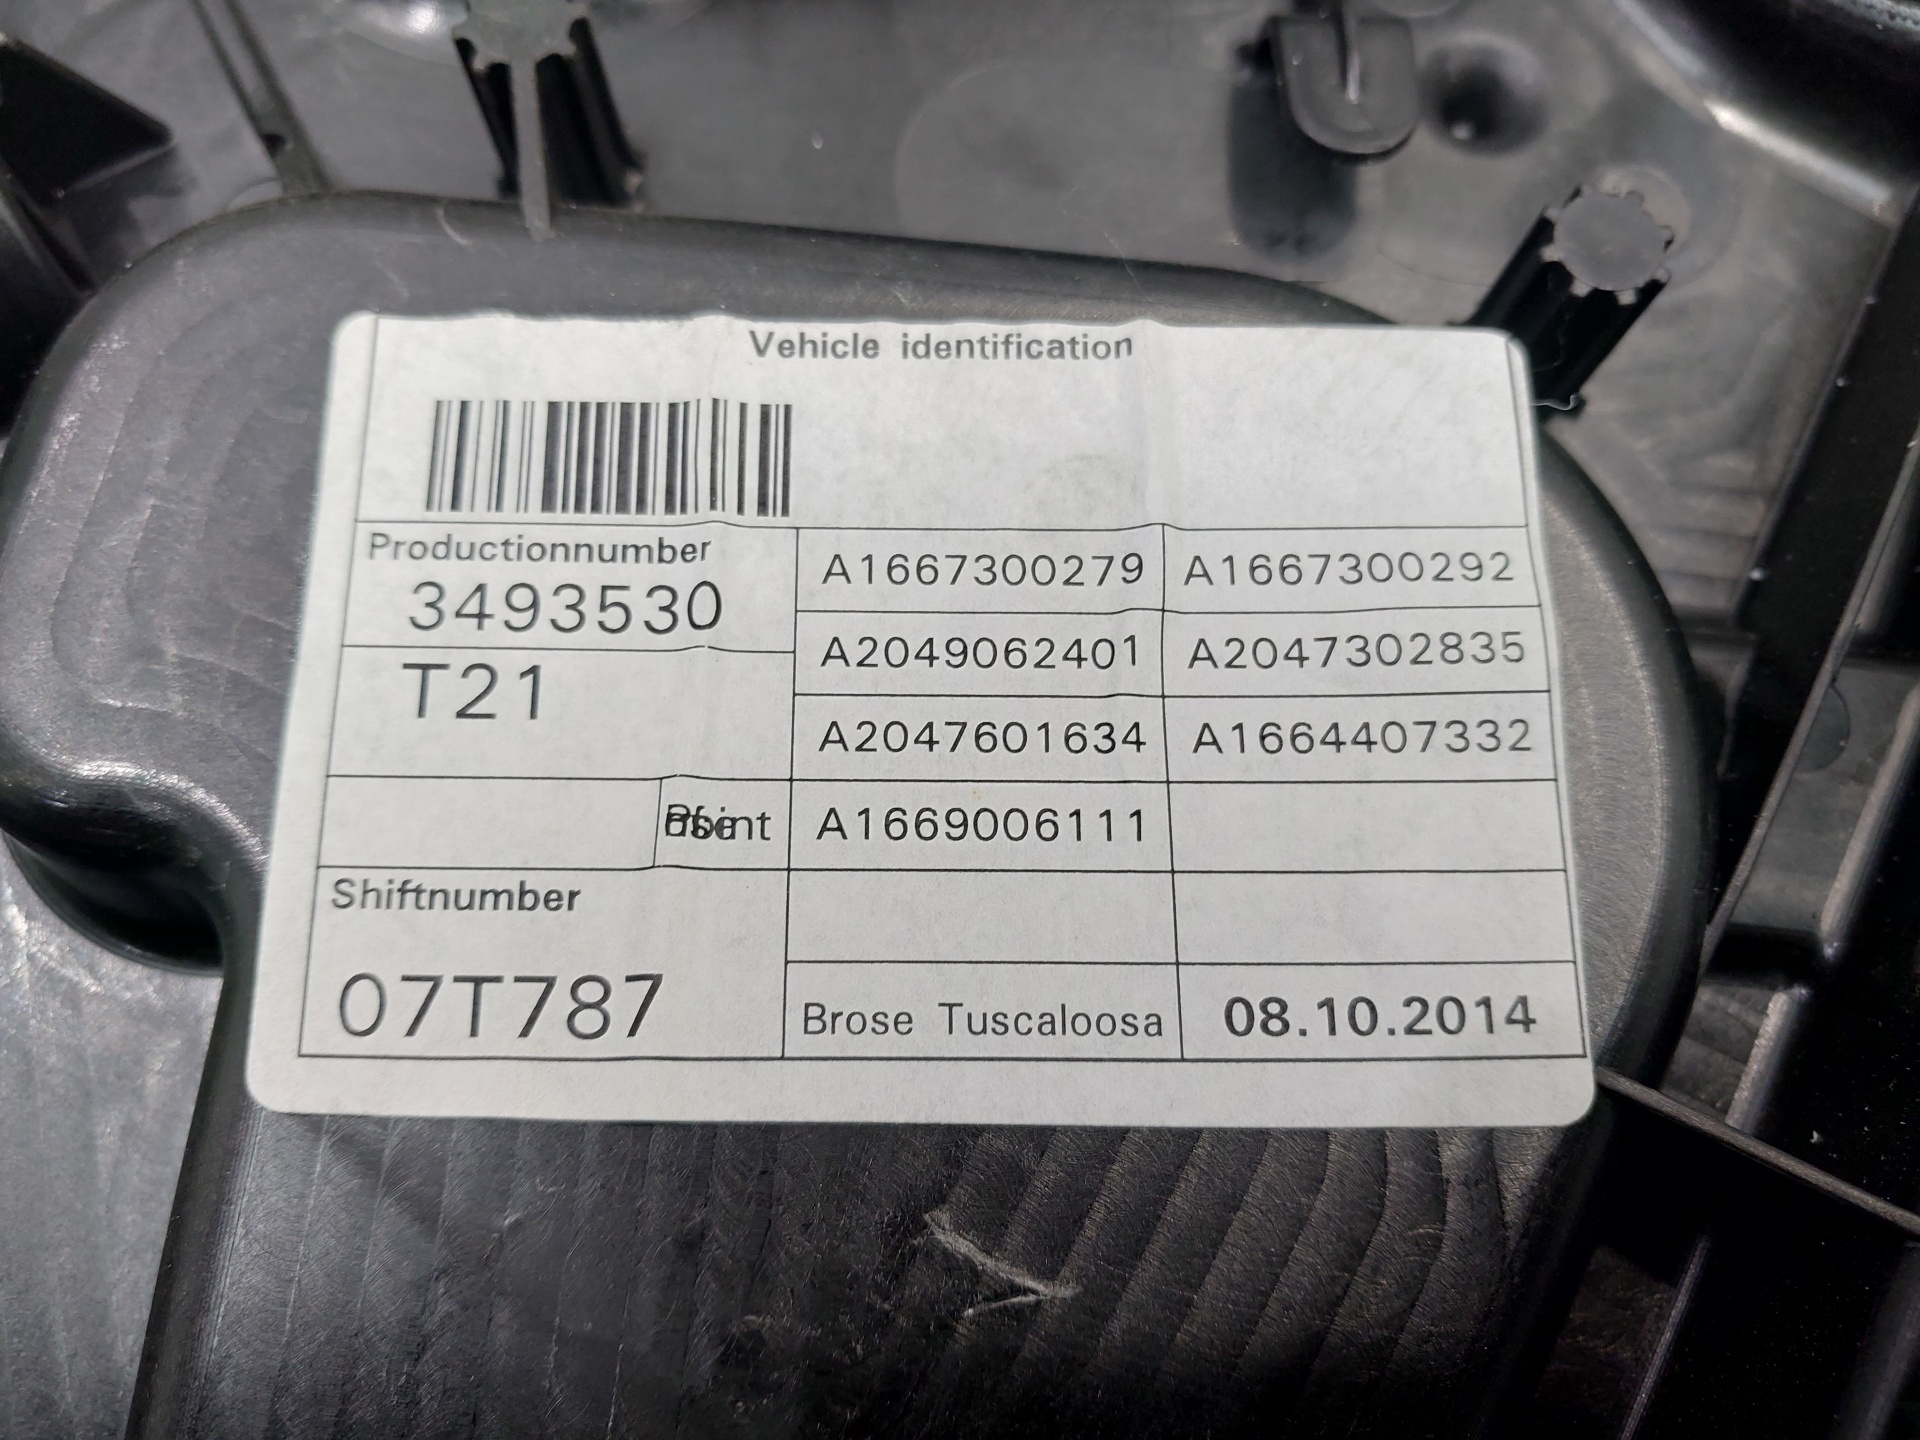 Vehicle identification
Productionnumber
3493530
T21
Shiftnumber
07T787
A1667300279 A1667300292
A2049062401 A2047302835
A2047601634 A1664407332
A1669006111
Brose Tuscaloosa 08.10.2014